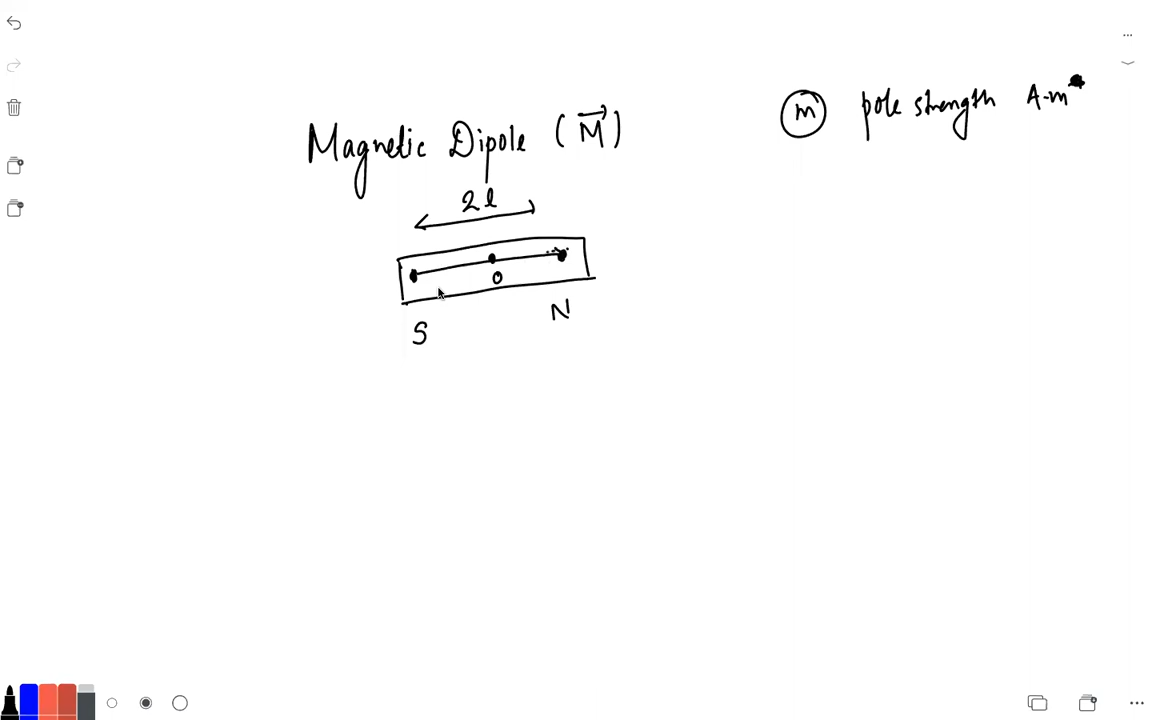 m pole strength A-m
Magnetic Dipole (M⃗)
2l
O
S N